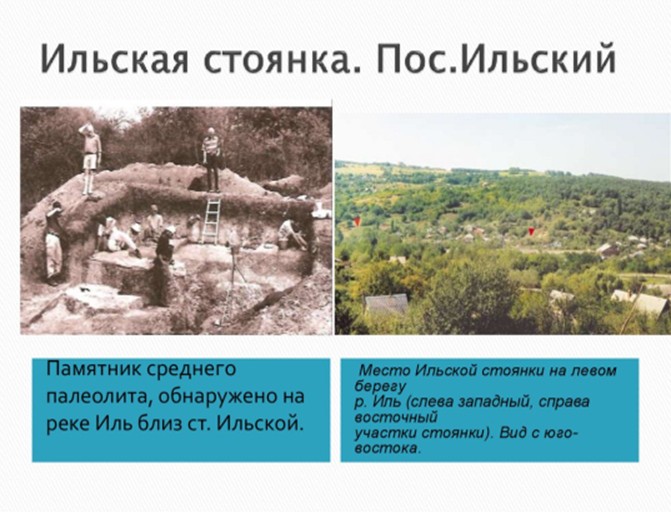 Ильская стоянка. Пос.Ильский
Памятник среднего
палеолита, обнаружено на
реке Иль близ ст. Ильской.
Место Ильской стоянки на левом
берегу
р. Иль (слева западный, справа
восточный
участки стоянки). Вид с юго-
востока.